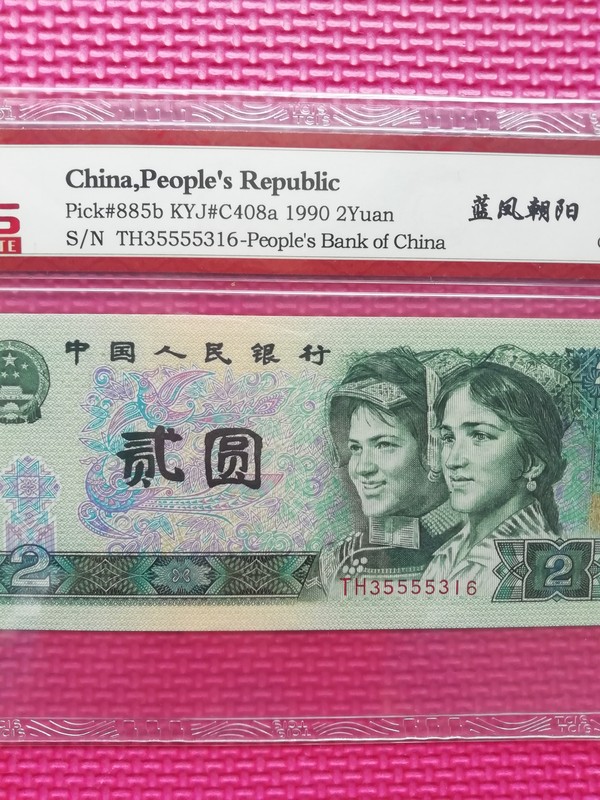 China,People's Republic
Pick#885b KYJ#C408a 1990 2Yuan
蓝凤朝阳
S/N TH35555316-People's Bank of China
中国人民银行
贰圆
2
2
TH35555316